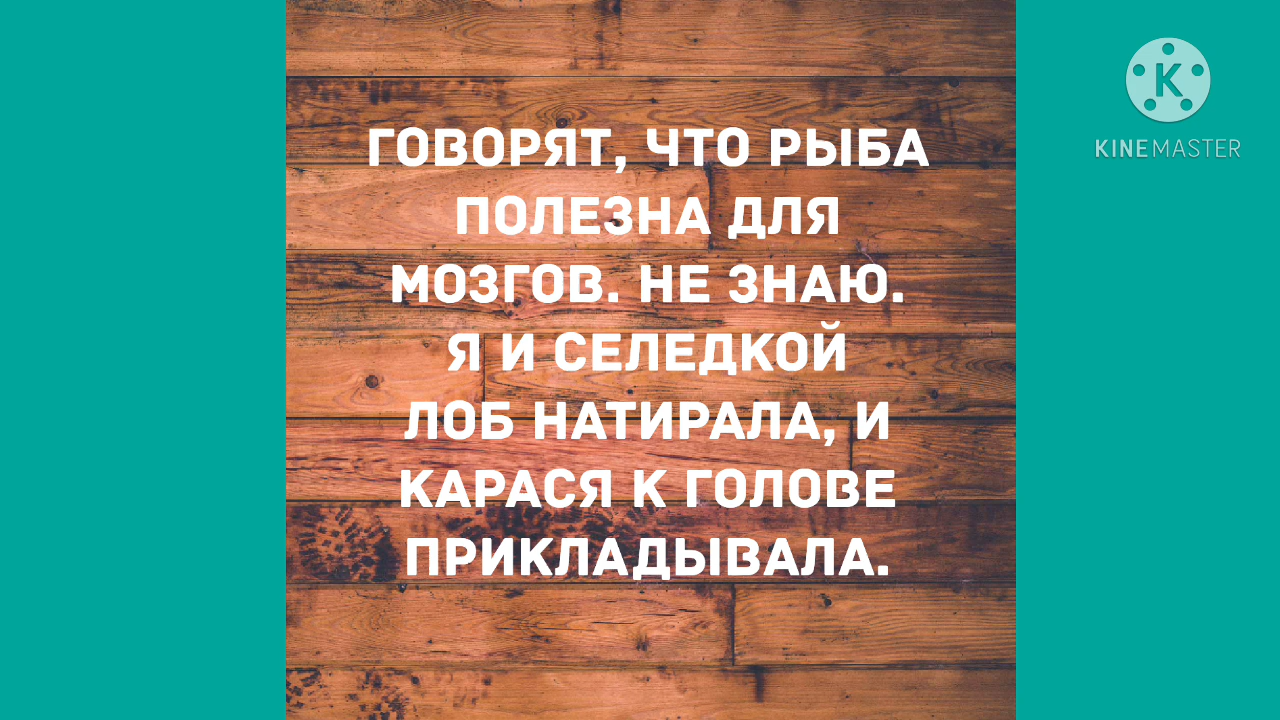 ГОВОРЯТ, ЧТО РЫБА
ПОЛЕЗНА ДЛЯ
МОЗГОВ. НЕ ЗНАЮ.
Я И СЕЛЕДКОЙ
ЛОБ НАТИРАЛА, И
КАРАСЯ К ГОЛОВЕ
ПРИКЛАДЫВАЛА.
K
KINEMASTER